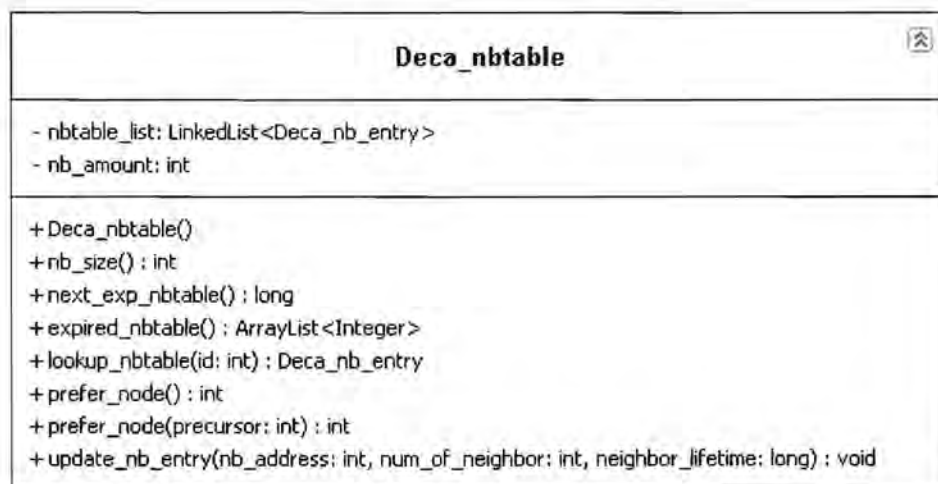 Deca_nbtable
- nbtable_list: LinkedList<Deca_nb_entry>
- nb_amount: int
+Deca_nbtable()
+nb_size() : int
+next_exp_nbtable() : long
+expired_nbtable() : ArrayList<Integer>
+lookup_nbtable(id: int) : Deca_nb_entry
+prefer_node() : int
+prefer_node(precursor: int) : int
+update_nb_entry(nb_address: int, num_of_neighbor: int, neighbor_lifetime: long) : void